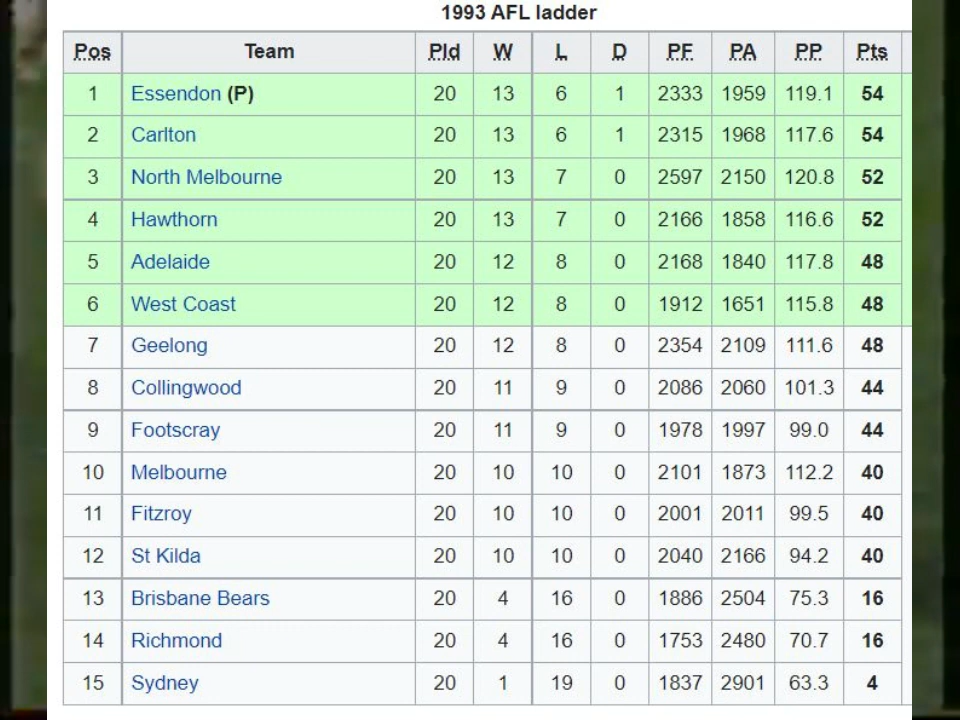 1993 AFL ladder
Pos Team Pld W L D PF PA PP Pts
1 Essendon (P) 20 13 6 1 2333 1959 119.1 54
2 Carlton 20 13 6 1 2315 1968 117.6 54
3 North Melbourne 20 13 7 0 2597 2150 120.8 52
4 Hawthorn 20 13 7 0 2166 1858 116.6 52
5 Adelaide 20 12 8 0 2168 1840 117.8 48
6 West Coast 20 12 8 0 1912 1651 115.8 48
7 Geelong 20 12 8 0 2354 2109 111.6 48
8 Collingwood 20 11 9 0 2086 2060 101.3 44
9 Footscray 20 11 9 0 1978 1997 99.0 44
10 Melbourne 20 10 10 0 2101 1873 112.2 40
11 Fitzroy 20 10 10 0 2001 2011 99.5 40
12 St Kilda 20 10 10 0 2040 2166 94.2 40
13 Brisbane Bears 20 4 16 0 1886 2504 75.3 16
14 Richmond 20 4 16 0 1753 2480 70.7 16
15 Sydney 20 1 19 0 1837 2901 63.3 4